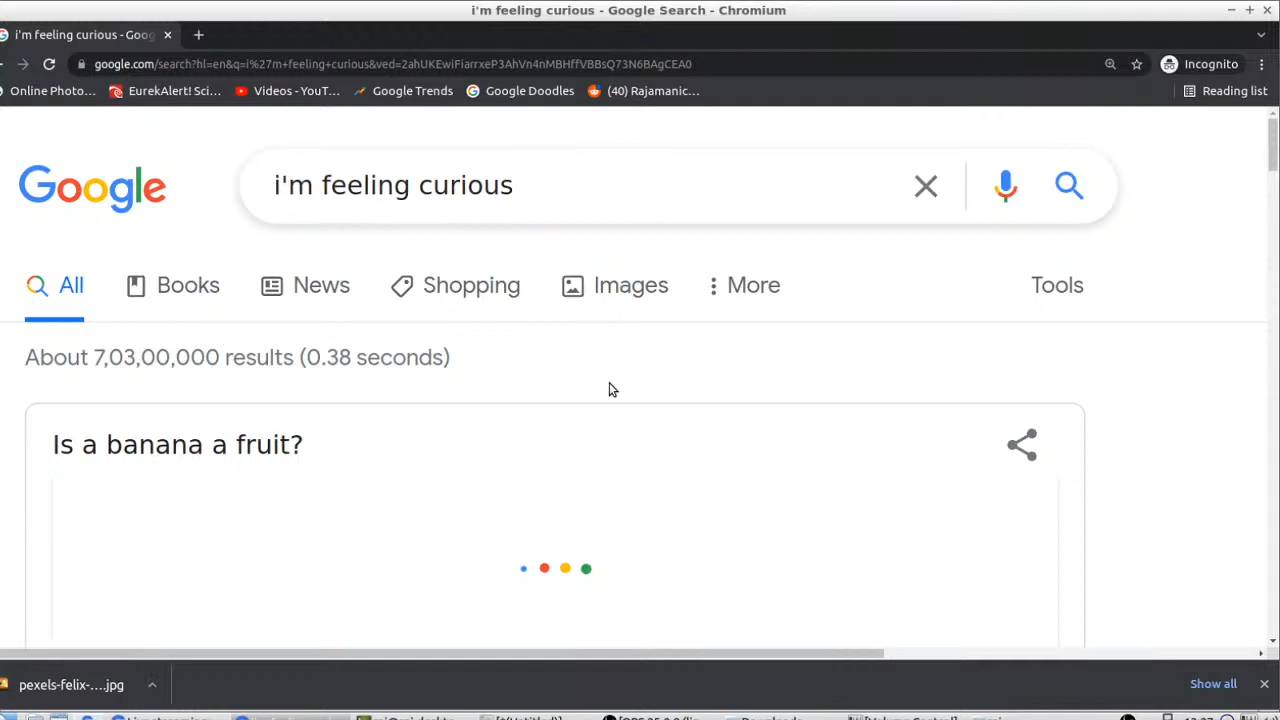 i'm feeling curious - Google Search - Chromium
i'm feeling curious - Goog
google.com/search?hl=en&q=i%27m+feeling+curious&ved=2ahUKEwiFiarrxeP3AhVn4nMBHffVBBsQ73N6BAgCEA0
Incognito
Online Photo... EurekAlert! Sci... Videos - YouT... Google Trends Google Doodles (40) Rajamanic... Reading list
Google i'm feeling curious
All Books News Shopping Images More Tools
About 7,03,00,000 results (0.38 seconds)
Is a banana a fruit?
pexels-felix-....jpg Show all